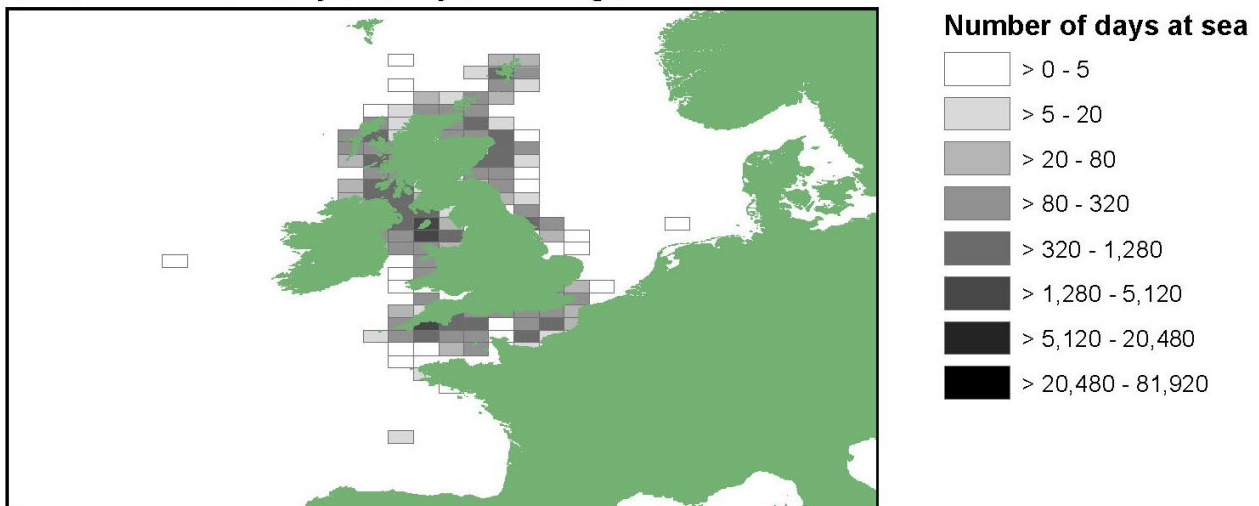 Number of days at sea
> 0 - 5
> 5 - 20
> 20 - 80
> 80 - 320
> 320 - 1,280
> 1,280 - 5,120
> 5,120 - 20,480
> 20,480 - 81,920